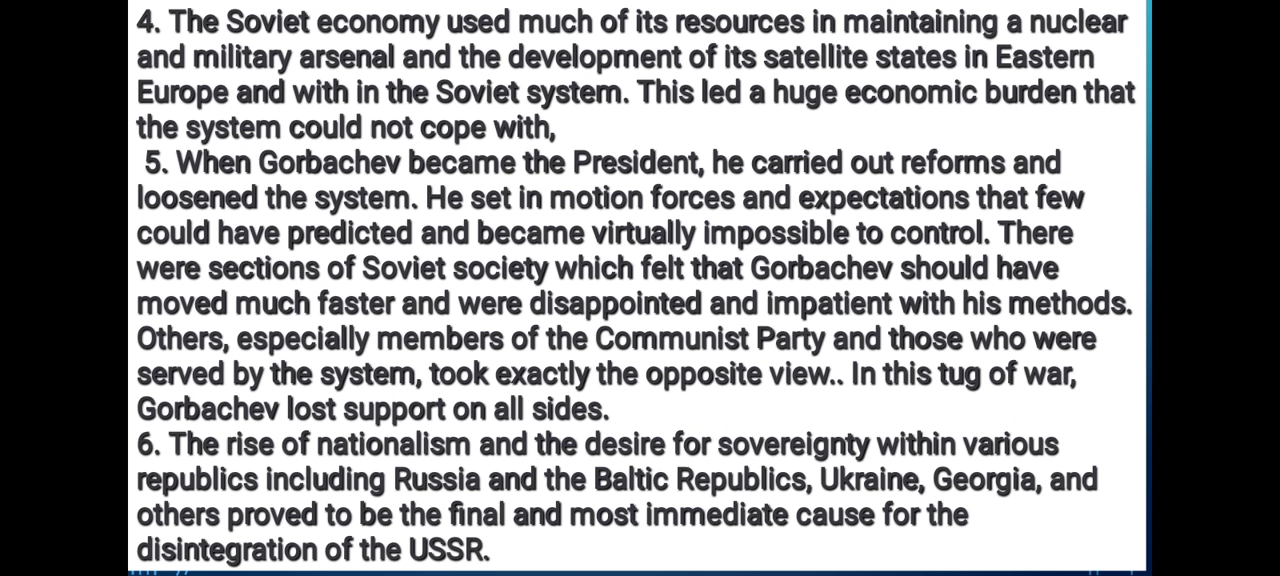 4. The Soviet economy used much of its resources in maintaining a nuclear
and military arsenal and the development of its satellite states in Eastern
Europe and with in the Soviet system. This led a huge economic burden that
the system could not cope with,
5. When Gorbachev became the President, he carried out reforms and
loosened the system. He set in motion forces and expectations that few
could have predicted and became virtually impossible to control. There
were sections of Soviet society which felt that Gorbachev should have
moved much faster and were disappointed and impatient with his methods.
Others, especially members of the Communist Party and those who were
served by the system, took exactly the opposite view.. In this tug of war,
Gorbachev lost support on all sides.
6. The rise of nationalism and the desire for sovereignty within various
republics including Russia and the Baltic Republics, Ukraine, Georgia, and
others proved to be the final and most immediate cause for the
disintegration of the USSR.